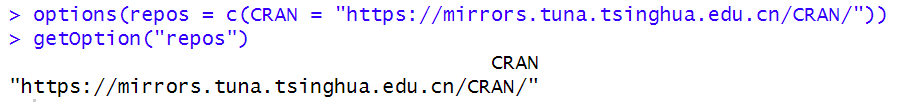 > options(repos = c(CRAN = "https://mirrors.tuna.tsinghua.edu.cn/CRAN/"))
> getOption("repos")
CRAN
"https://mirrors.tuna.tsinghua.edu.cn/CRAN/"